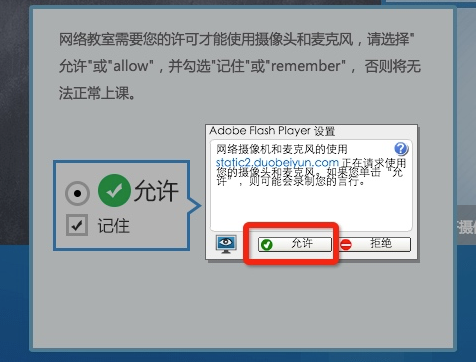 网络教室需要您的许可才能使用摄像头和麦克风，请选择"
允许"或"allow"，并勾选"记住"或"remember"，否则将无
法正常上课。
Adobe Flash Player 设置
网络摄像机和麦克风的使用
static2.duobeiyun.com 正在请求使用
您的摄像头和麦克风。如果您单击“允
许”，则可能会录制您的言行。
允许
记住
允许
拒绝